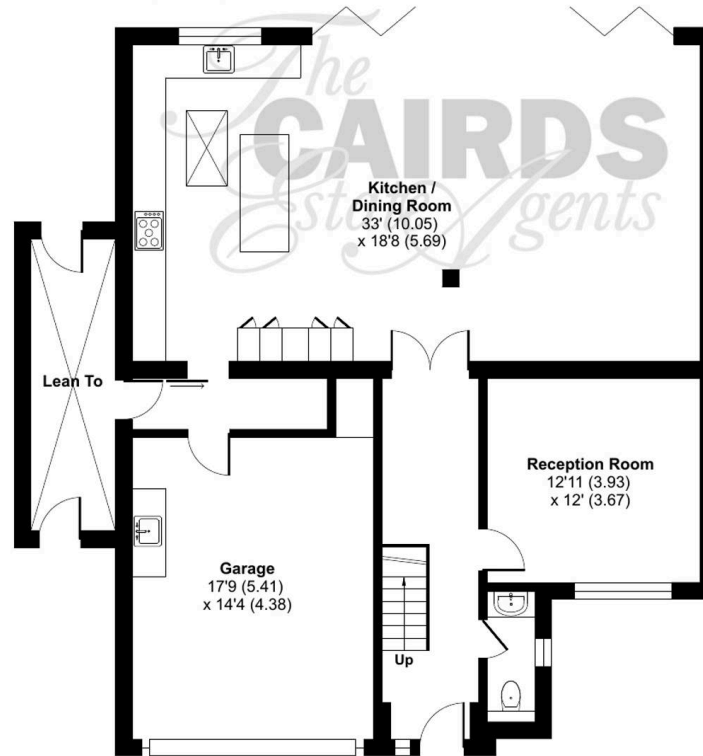 The
CAIRDS
Estate Agents
Kitchen /
Dining Room
33' (10.05)
x 18'8 (5.69)
Lean To
Reception Room
12'11 (3.93)
x 12' (3.67)
Garage
17'9 (5.41)
x 14'4 (4.38)
Up